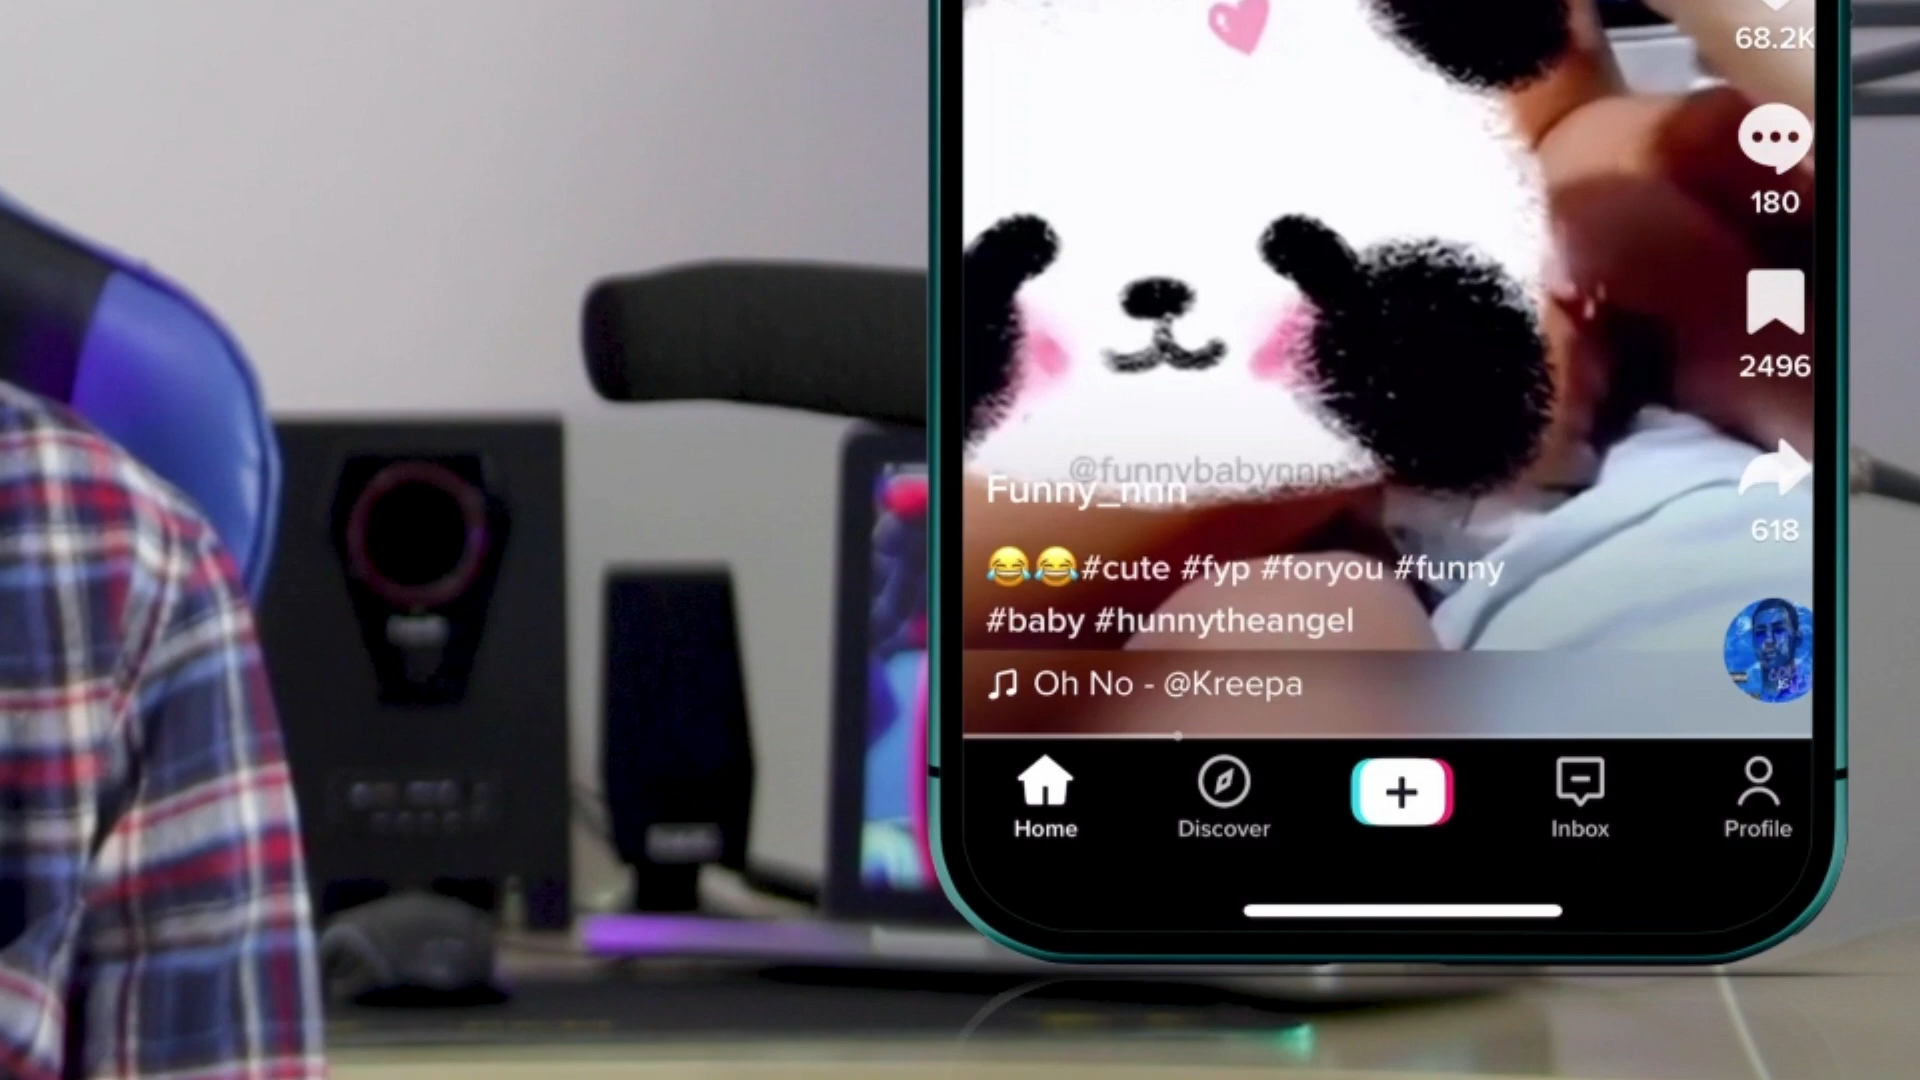 68.2K
180
2496
618
@funnybabynnn
Funny_nnn
😂😂#cute #fyp #foryou #funny
#baby #hunnytheangel
Oh No - @Kreepa
Home
Discover
Inbox
Profile